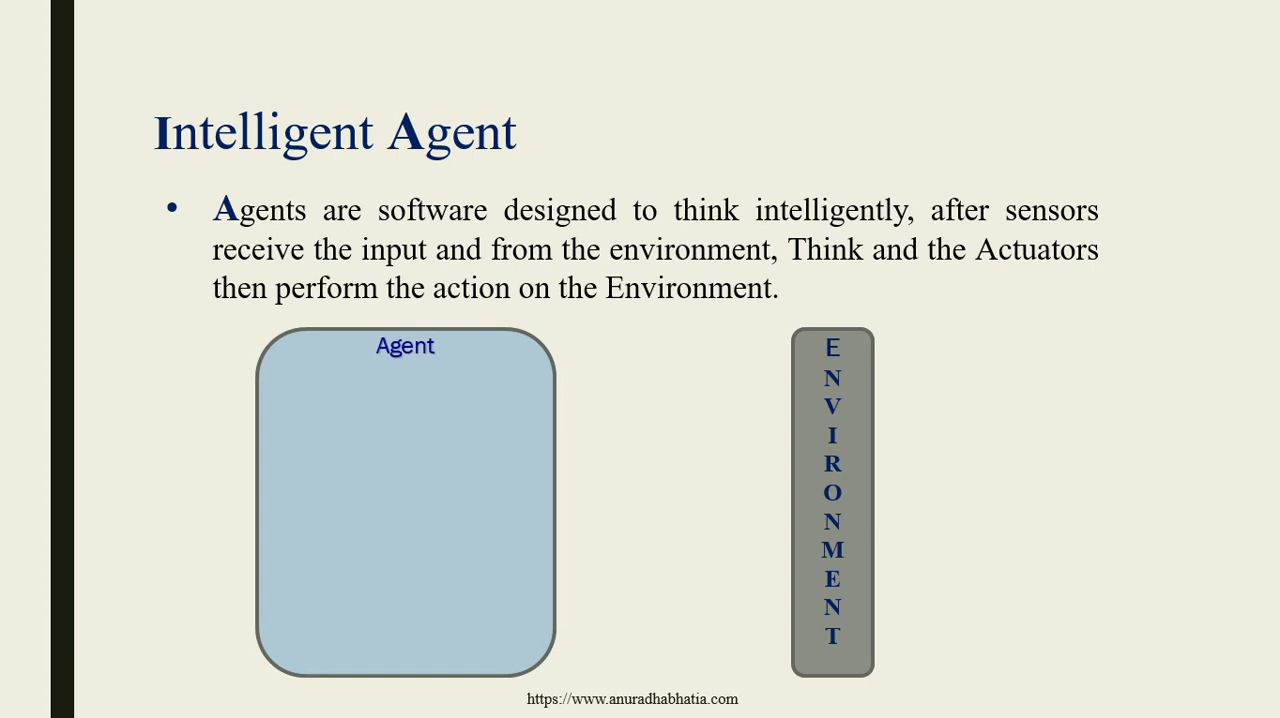 Intelligent Agent
• Agents are software designed to think intelligently, after sensors
receive the input and from the environment, Think and the Actuators
then perform the action on the Environment.
Agent
E
N
V
I
R
O
N
M
E
N
T
https://www.anuradhabhatia.com